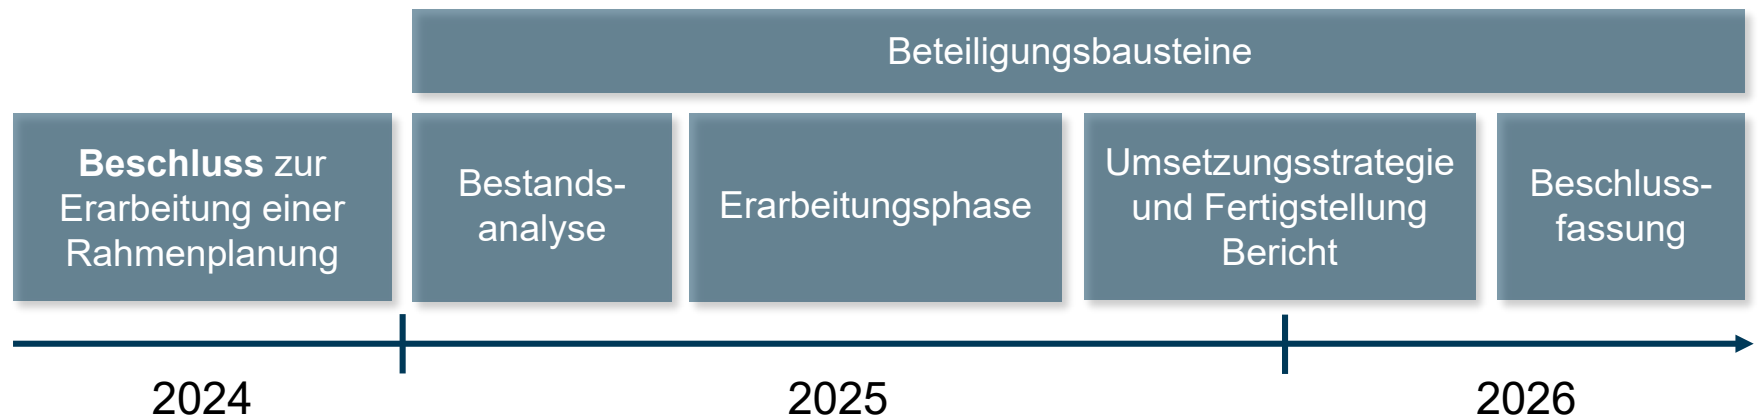 Beteiligungsbausteine
Beschluss zur
Erarbeitung einer
Rahmenplanung
Bestands-
analyse
Erarbeitungsphase
Umsetzungsstrategie
und Fertigstellung
Bericht
Beschluss-
fassung
2024
2025
2026